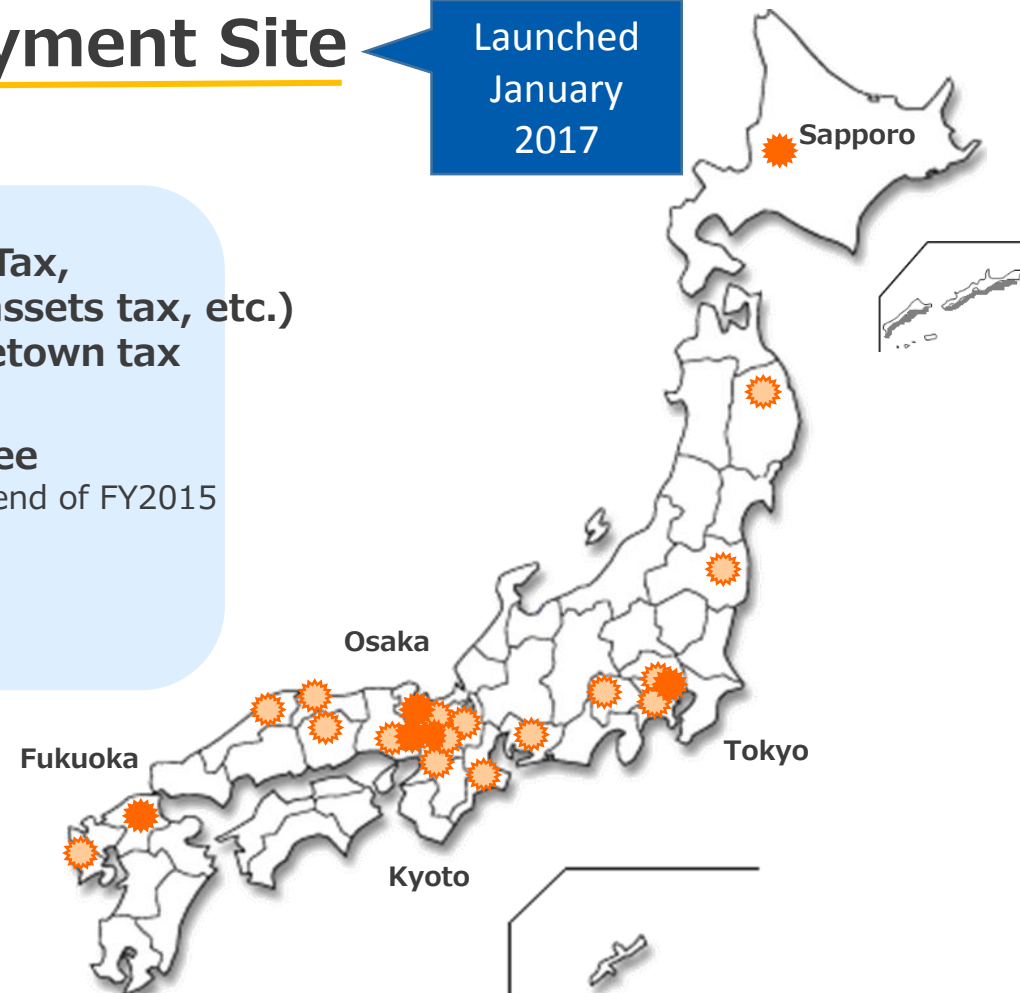 yment Site
Launched
January
2017
Sapporo
Tax,
assets tax, etc.)
etown tax
ee
end of FY2015
Osaka
Fukuoka
Tokyo
Kyoto